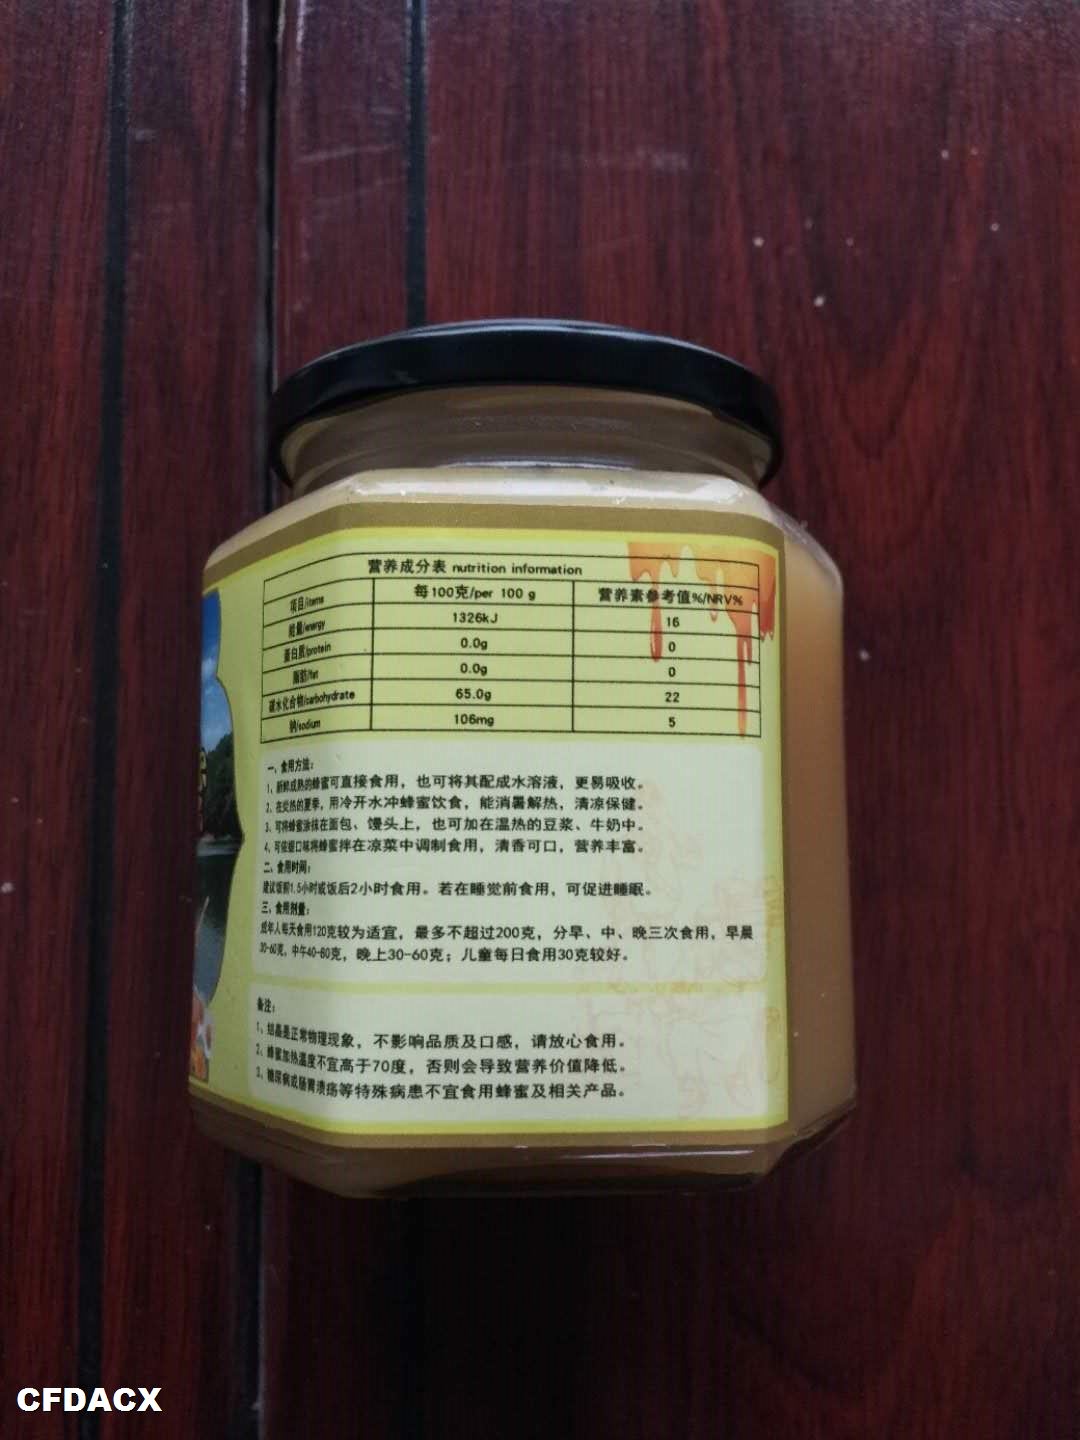 营养成分表 nutrition information
项目/items 每100克/per 100 g 营养素参考值%/NRV%
能量/energy 1326kJ 16
蛋白质/protein 0.0g 0
脂肪/fat 0.0g 0
碳水化合物/carbohydrate 65.0g 22
钠/sodium 106mg 5
一、食用方法：
1、新鲜成熟的蜂蜜可直接食用，也可将其配成水溶液，更易吸收。
2、在炎热的夏季，用冷开水冲蜂蜜饮食，能消暑解热，清凉保健。
3、可将蜂蜜涂抹在面包、馒头上，也可加在温热的豆浆、牛奶中。
4、可依据口味将蜂蜜拌在凉菜中调制食用，清香可口，营养丰富。
二、食用时间：
建议饭前1.5小时或饭后2小时食用。若在睡觉前食用，可促进睡眠。
三、食用剂量：
成年人每天食用120克较为适宜，最多不超过200克，分早、中、晚三次食用，早晨
30-60克，中午40-80克，晚上30-60克；儿童每日食用30克较好。
备注：
1、结晶是正常物理现象，不影响品质及口感，请放心食用。
2、蜂蜜加热温度不宜高于70度，否则会导致营养价值降低。
3、糖尿病或肠胃溃疡等特殊病患不宜食用蜂蜜及相关产品。
CFDACX